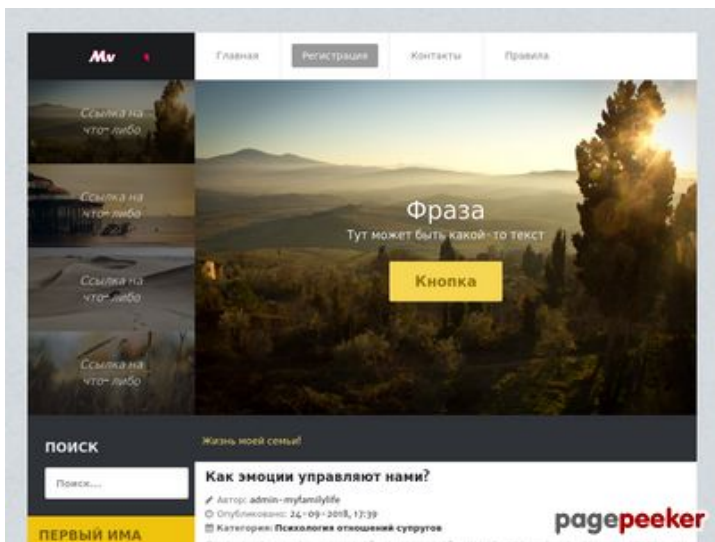 Mv
Главная
Регистрация
Контакты
Правила
Ссылка на
что-либо
Ссылка на
что-либо
Ссылка на
что-либо
Ссылка на
что-либо
Фраза
Тут может быть какой-то текст
Кнопка
ПОИСК
Поиск...
ПЕРВЫЙ ИМА
Жизнь моей семьи!
Как эмоции управляют нами?
Автор: admin-myfamilylife
Опубликовано: 24-09-2018, 17:39
Категория: Психология отношений супругов
pagepeeker